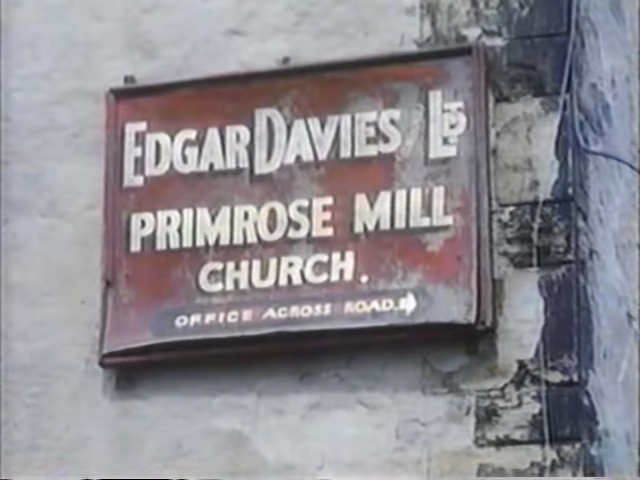 EDGAR DAVIES LTD
PRIMROSE MILL
CHURCH.
OFFICE ACROSS ROAD.